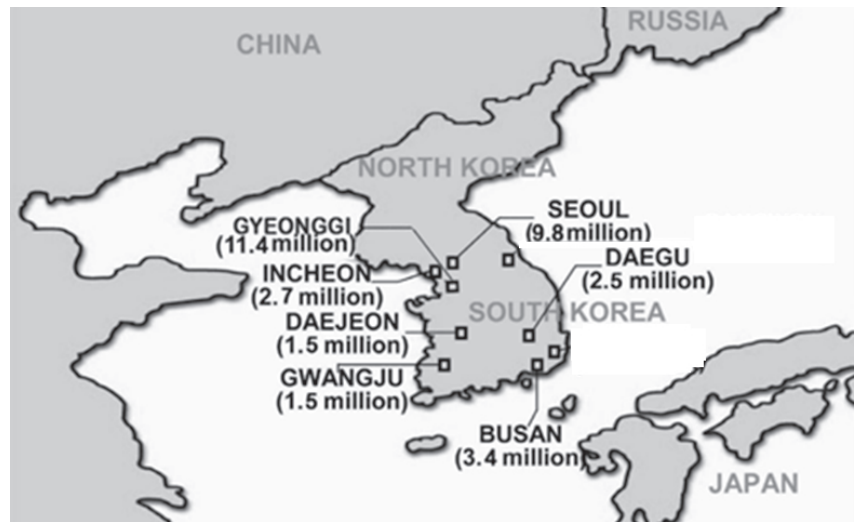 CHINA
RUSSIA
NORTH KOREA
GYEONGGI
(11.4 million)
SEOUL
(9.8 million)
INCHEON
(2.7 million)
DAEGU
(2.5 million)
SOUTH KOREA
DAEJEON
(1.5 million)
GWANGJU
(1.5 million)
BUSAN
(3.4 million)
JAPAN